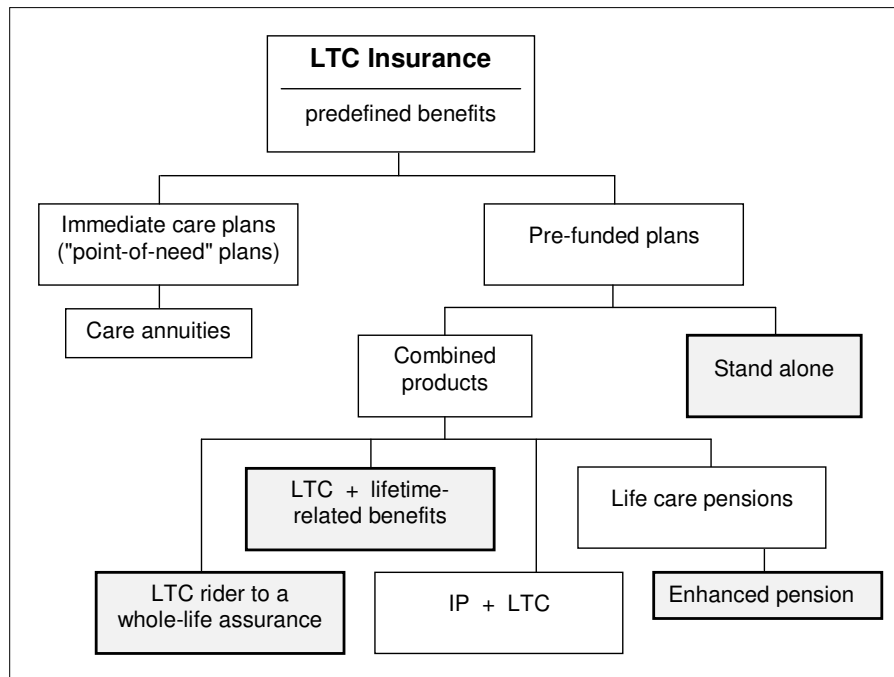 LTC Insurance
predefined benefits
Immediate care plans
("point-of-need" plans)
Pre-funded plans
Care annuities
Combined
products
Stand alone
LTC + lifetime-
related benefits
Life care pensions
LTC rider to a
whole-life assurance
IP + LTC
Enhanced pension